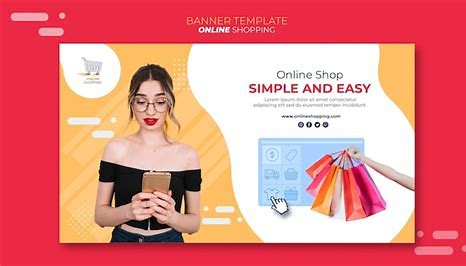 BANNER TEMPLATE
ONLINE SHOPPING
ONLINE
SHOPPING
Online Shop
SIMPLE AND EASY
Lorem ipsum dolor sit amet, consectetur
adipiscing elit, sed do eiusmod tempor incididunt
www.onlineshopping.com